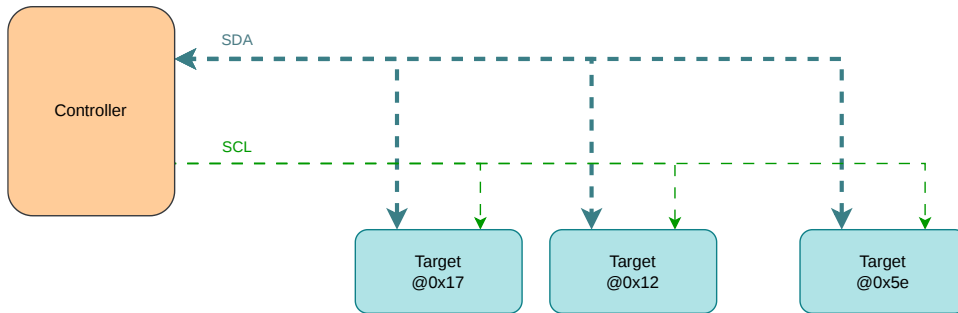 SDA
Controller
SCL
Target
@0x17
Target
@0x12
Target
@0x5e